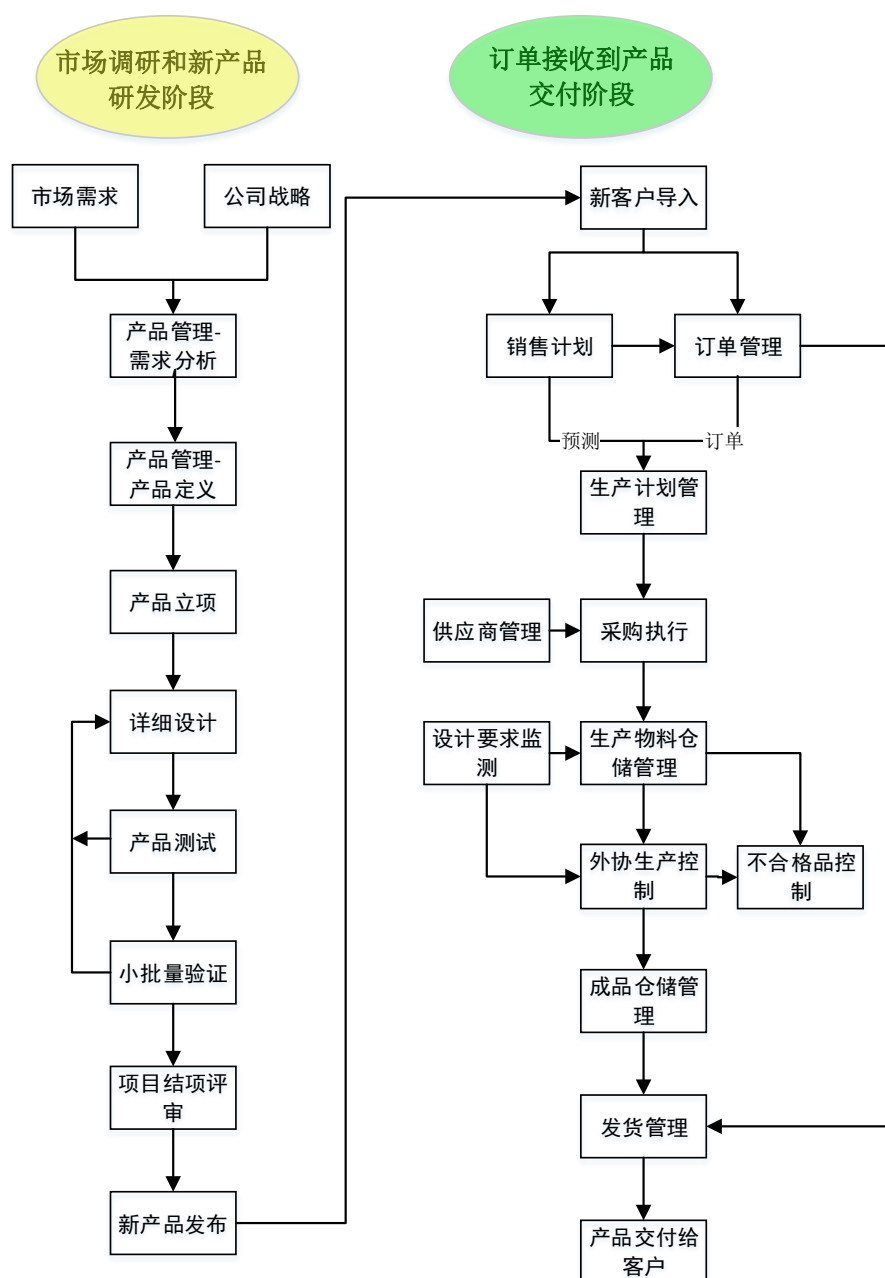 市场调研和新产品
研发阶段
订单接收到产品
交付阶段
市场需求
公司战略
产品管理-
需求分析
产品管理-
产品定义
产品立项
详细设计
产品测试
小批量验证
项目结项评
审
新产品发布
新客户导入
销售计划
订单管理
预测
订单
生产计划管
理
供应商管理
采购执行
设计要求监
测
生产物料仓
储管理
外协生产控
制
不合格品控
制
成品仓储管
理
发货管理
产品交付给
客户